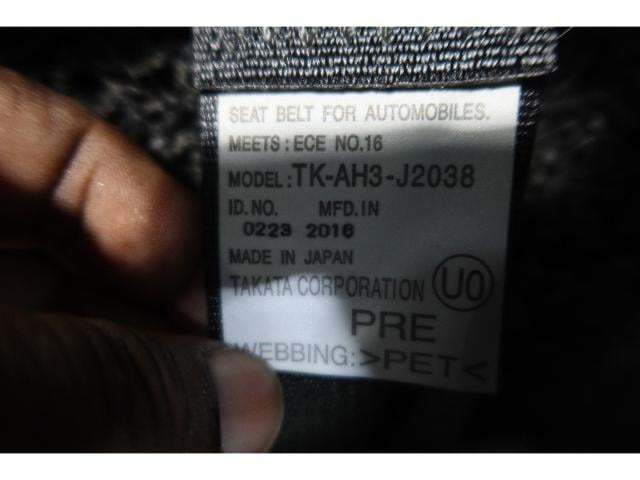 SEAT BELT FOR AUTOMOBILES.
MEETS : ECE NO.16
MODEL : TK-AH3-J2038
ID.NO. MFD.IN
0223 2016
MADE IN JAPAN
TAKATA CORPORATION U0
PRE
WEBBING: >PET<